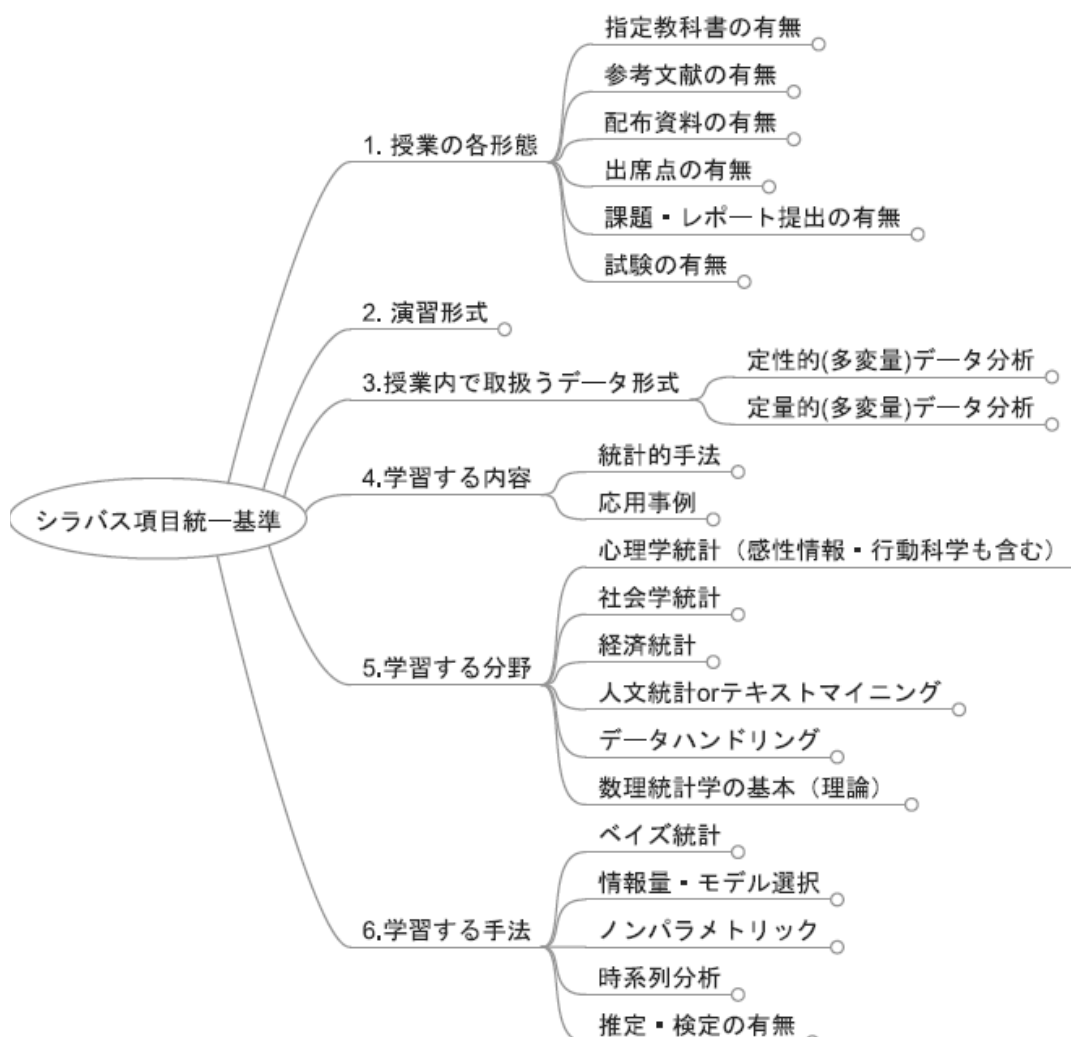 シラバス項目統一基準
1. 授業の各形態
指定教科書の有無
参考文献の有無
配布資料の有無
出席点の有無
課題・レポート提出の有無
試験の有無
2. 演習形式
3.授業内で取扱うデータ形式
定性的(多変量)データ分析
定量的(多変量)データ分析
4.学習する内容
統計的手法
応用事例
5.学習する分野
心理学統計（感性情報・行動科学も含む）
社会学統計
経済統計
人文統計orテキストマイニング
データハンドリング
数理統計学の基本（理論）
6.学習する手法
ベイズ統計
情報量・モデル選択
ノンパラメトリック
時系列分析
推定・検定の有無